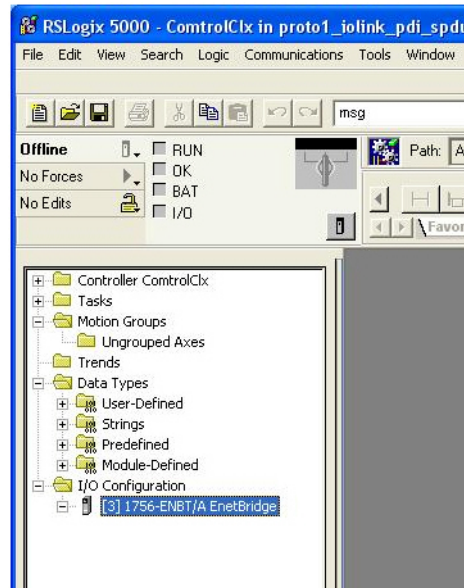 RSLogix 5000 - ComtrolClx in proto1_iolink_pdi_spdu
File Edit View Search Logic Communications Tools Window
msg
Offline
RUN
Path:
No Forces
OK
BAT
No Edits
I/O
Favor
Controller ComtrolClx
Tasks
Motion Groups
Ungrouped Axes
Trends
Data Types
User-Defined
Strings
Predefined
Module-Defined
I/O Configuration
[3] 1756-ENBT/A EnetBridge